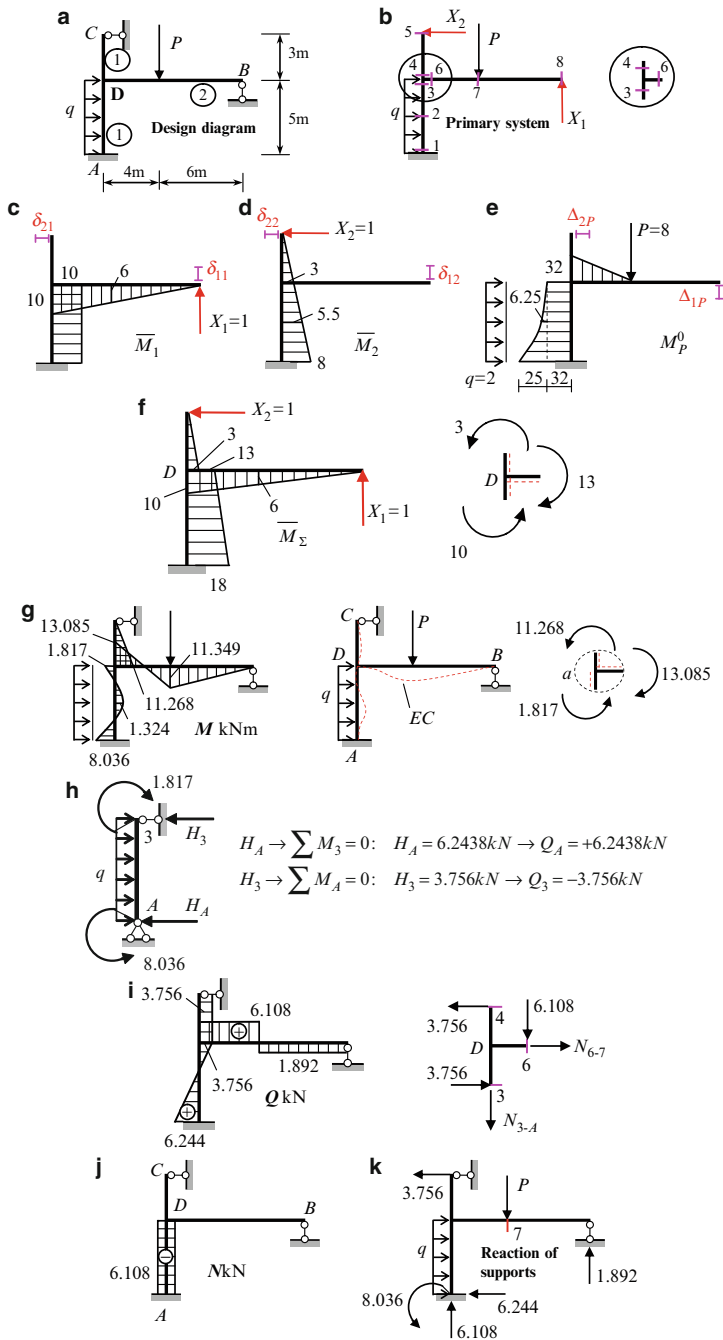 a
C
1
P
3m
D
B
q
2
1
Design diagram
5m
A
4m
6m
b
5
X2
P
4
6
8
3
7
q
2
Primary system
X1
1
4
6
3
c
δ21
10
6
δ11
10
X1=1
M̅1
d
δ22
X2=1
3
δ12
5.5
M̅2
8
e
Δ2P
P=8
32
6.25
Δ1P
M⁰P
q=2
25
32
f
X2=1
3
13
D
10
6
X1=1
M̅Σ
18
3
D
13
10
g
13.085
1.817
11.349
11.268
1.324
M kNm
8.036
C
P
D
B
q
EC
A
11.268
a
13.085
1.817
h
1.817
3
H3
q
A
HA
8.036
HA → ∑ M3 = 0: HA = 6.2438kN → QA = +6.2438kN
H3 → ∑ MA = 0: H3 = 3.756kN → Q3 = −3.756kN
i
3.756
6.108
+
1.892
3.756
Q kN
+
6.244
6.108
3.756
4
D
6
N6-7
3.756
3
N3-A
j
C
D
B
6.108
−
NkN
A
k
3.756
P
7
q
Reaction of
supports
1.892
8.036
6.244
6.108